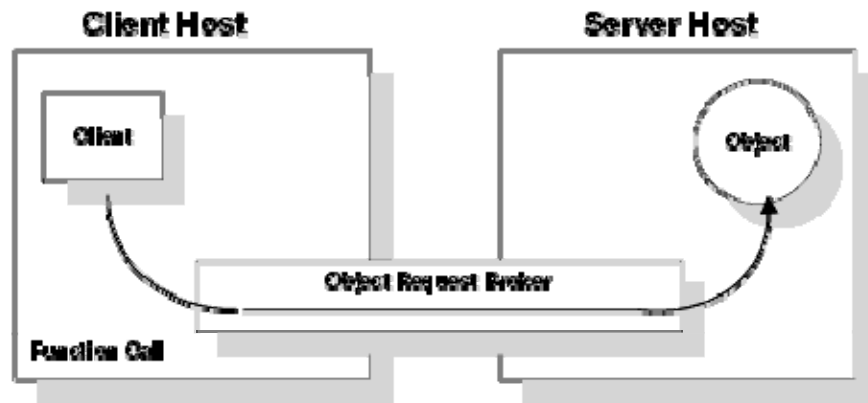 Client Host
Server Host
Client
Object
Object Request Broker
Function Call